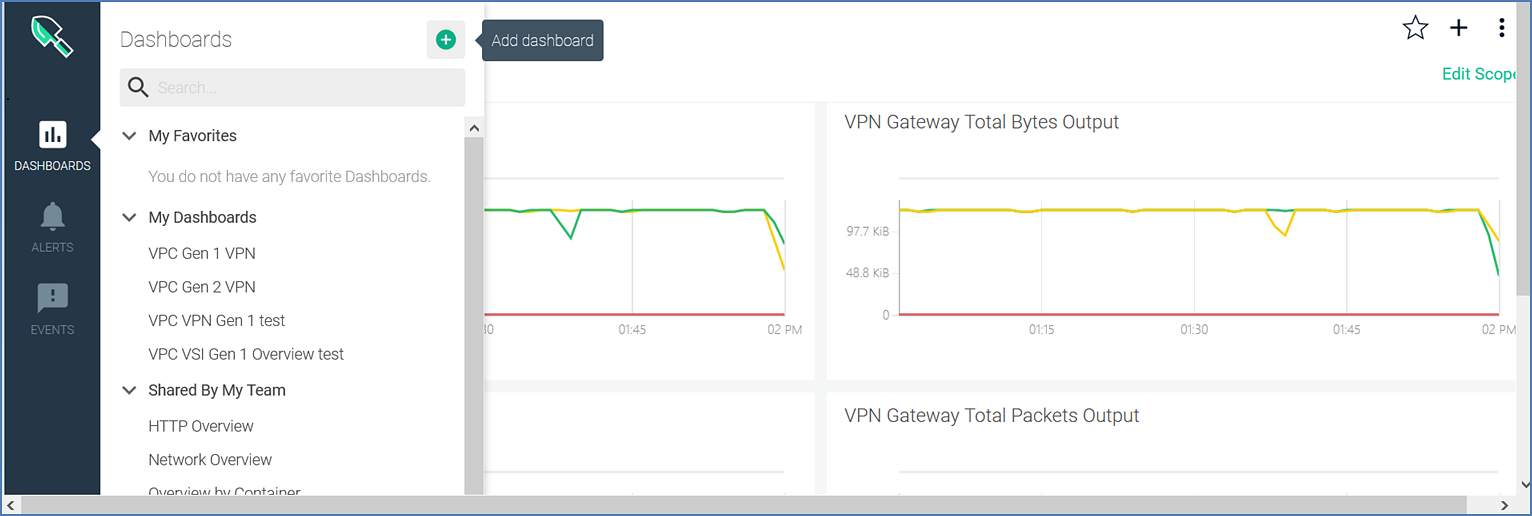 Dashboards
Add dashboard
Search...
Edit Scope
DASHBOARDS
ALERTS
EVENTS
My Favorites
You do not have any favorite Dashboards.
My Dashboards
VPC Gen 1 VPN
VPC Gen 2 VPN
VPC VPN Gen 1 test
VPC VSI Gen 1 Overview test
Shared By My Team
HTTP Overview
Network Overview
Overview by Container
30
01:45
02 PM
VPN Gateway Total Bytes Output
97.7 KiB
48.8 KiB
0
01:15
01:30
01:45
02 PM
VPN Gateway Total Packets Output